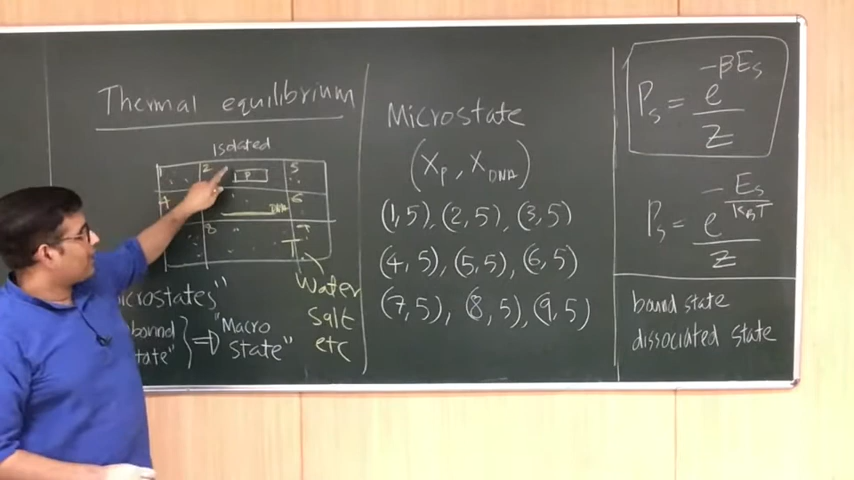 Thermal equilibrium
isolated
1 2 P 3
4 DNA 6
8 9
T
Water
salt
etc
icrostates"
bound
tate"
=> "Macro
state"
Microstate
(Xp, XDNA)
(1,5), (2,5), (3,5)
(4,5), (5,5), (6,5)
(7,5), (8,5), (9,5)
Ps = e^-βEs / Z
Ps = e^-Es/KBT / Z
bound state
dissociated state